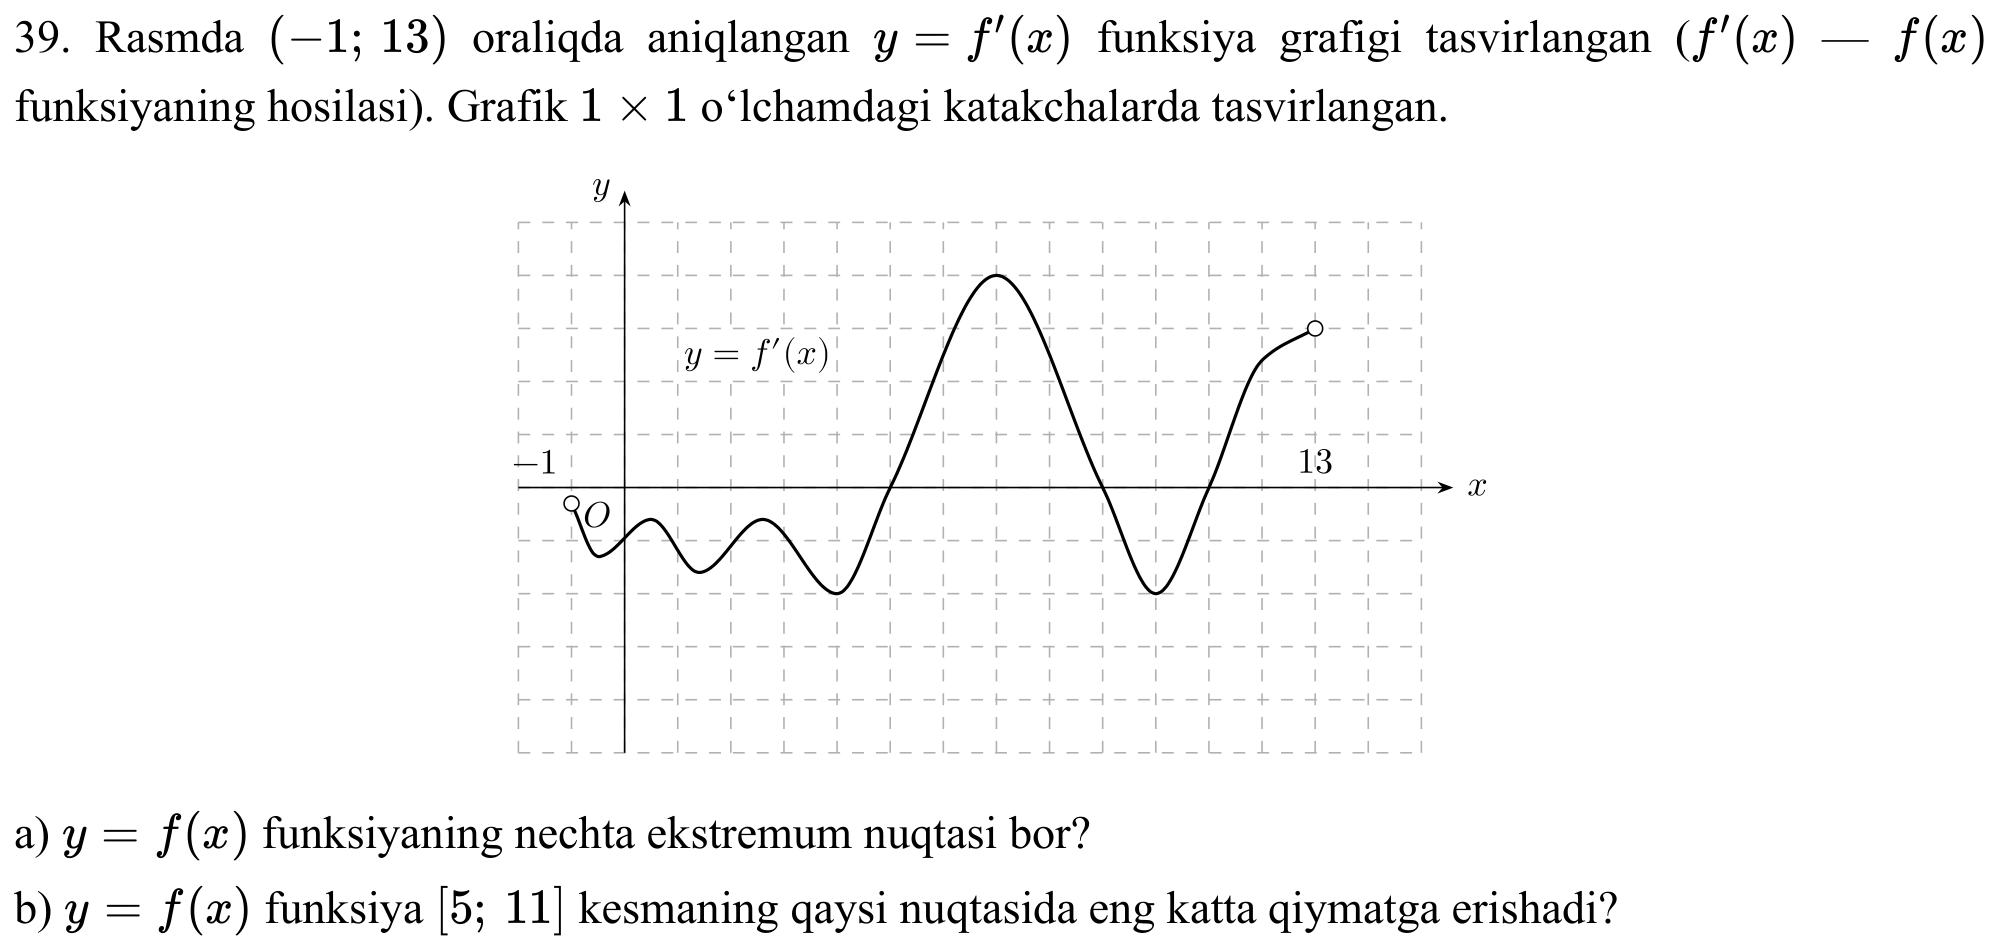 39. Rasmda (−1; 13) oraliqda aniqlangan y = f′(x) funksiya grafigi tasvirlangan (f′(x) — f(x)
funksiyaning hosilasi). Grafik 1 × 1 o‘lchamdagi katakchalarda tasvirlangan.
y
y = f′(x)
−1
13
x
O
a) y = f(x) funksiyaning nechta ekstremum nuqtasi bor?
b) y = f(x) funksiya [5; 11] kesmaning qaysi nuqtasida eng katta qiymatga erishadi?